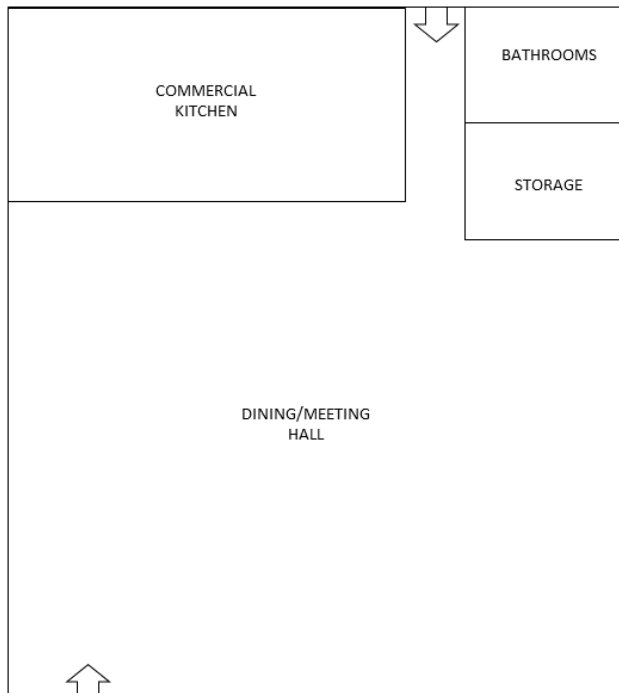 COMMERCIAL
KITCHEN
BATHROOMS
STORAGE
DINING/MEETING
HALL